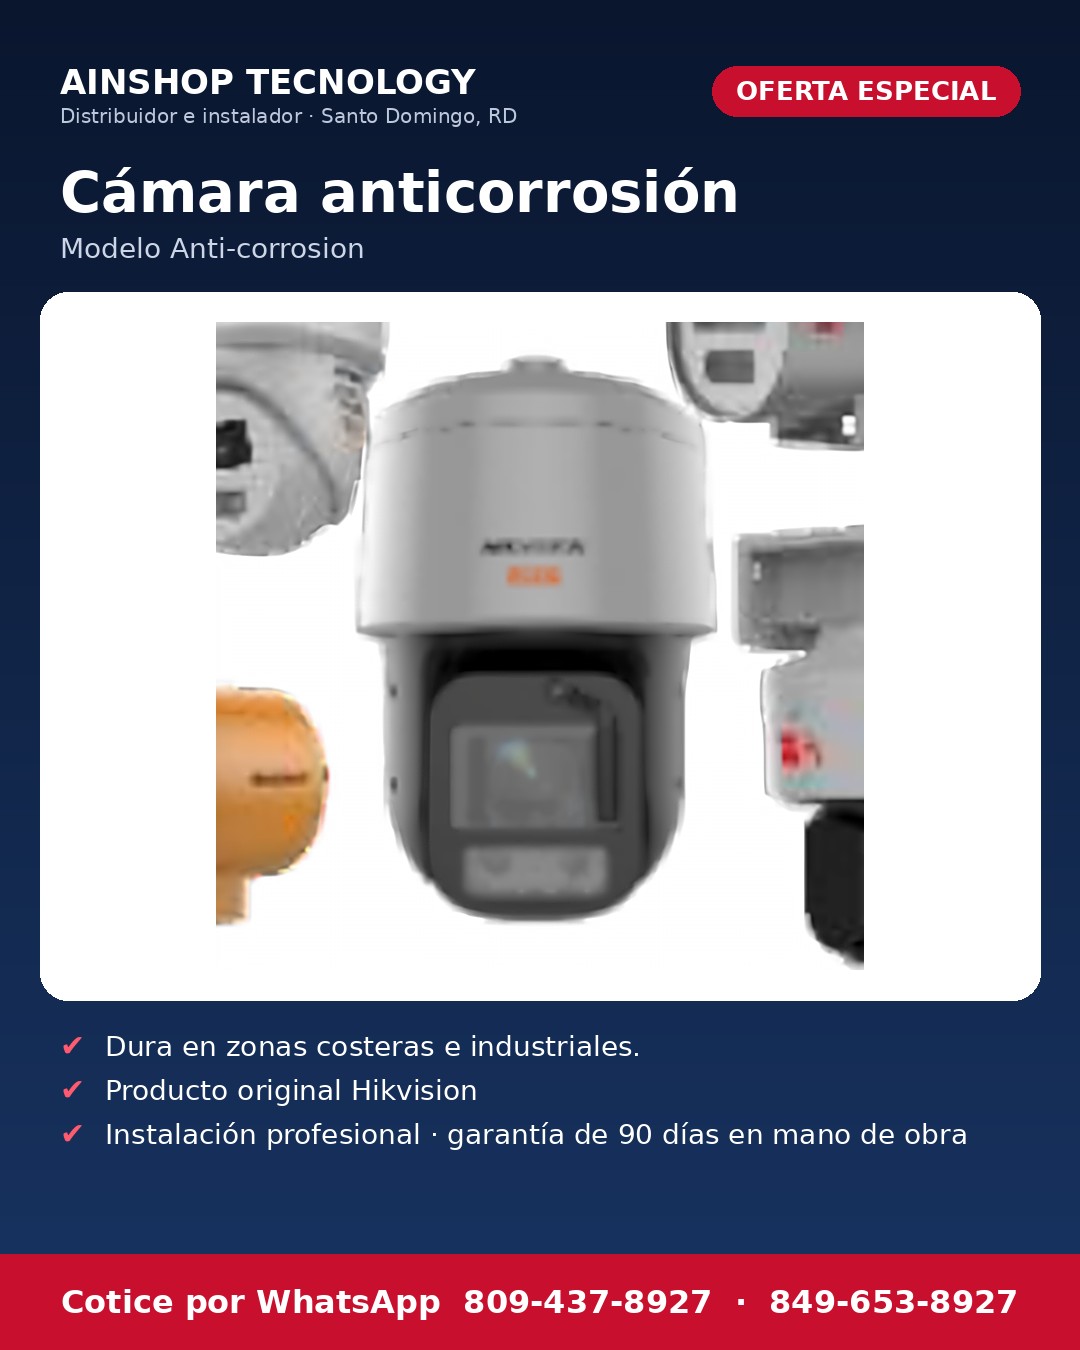 AINSHOP TECNOLOGY
OFERTA ESPECIAL
Distribuidor e instalador · Santo Domingo, RD
Cámara anticorrosión
Modelo Anti-corrosion
✔ Dura en zonas costeras e industriales.
✔ Producto original Hikvision
✔ Instalación profesional · garantía de 90 días en mano de obra
Cotice por WhatsApp 809-437-8927 · 849-653-8927